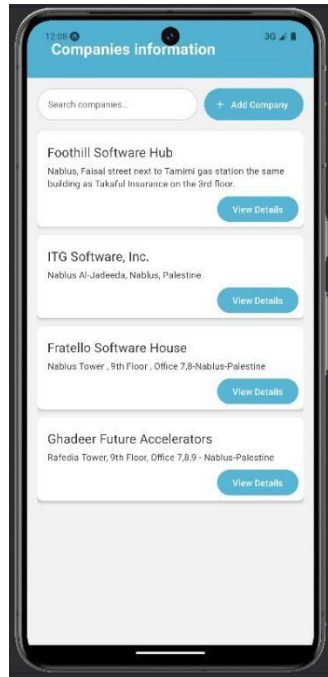 12:08
3G
Companies information
Search companies...
+ Add Company
Foothill Software Hub
Nablus, Faisal street next to Tamimi gas station the same
building as Takaful Insurance on the 3rd floor.
View Details
ITG Software, Inc.
Nablus Al-Jadeeda, Nablus, Palestine
View Details
Fratello Software House
Nablus Tower , 9th Floor , Office 7,8-Nablus-Palestine
View Details
Ghadeer Future Accelerators
Rafedia Tower, 9th Floor, Office 7,8,9 - Nablus-Palestine
View Details